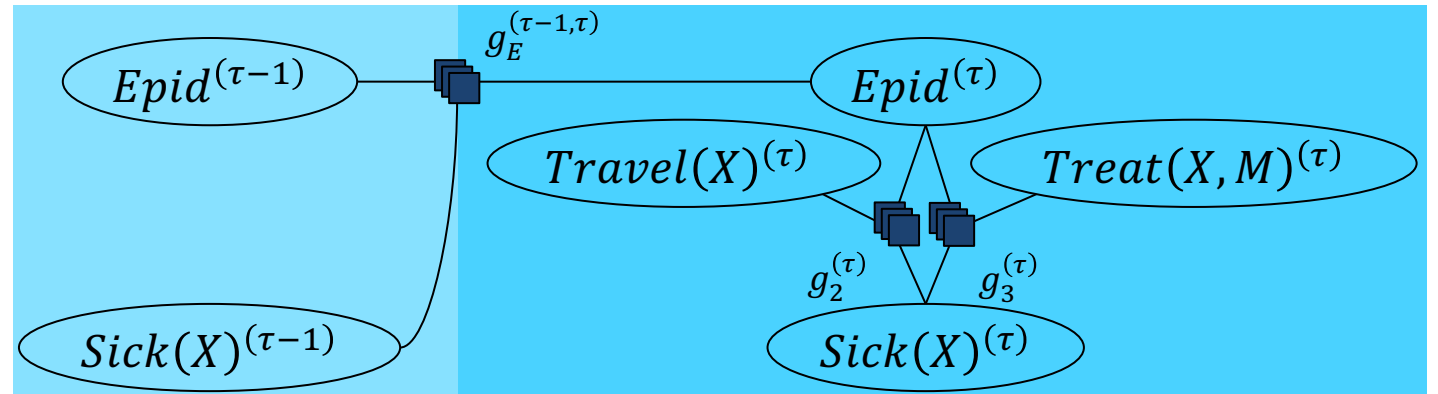 g_E^{(τ−1,τ)}
Epid^{(τ−1)}
Epid^{(τ)}
Travel(X)^{(τ)}
Treat(X, M)^{(τ)}
g_2^{(τ)}
g_3^{(τ)}
Sick(X)^{(τ−1)}
Sick(X)^{(τ)}